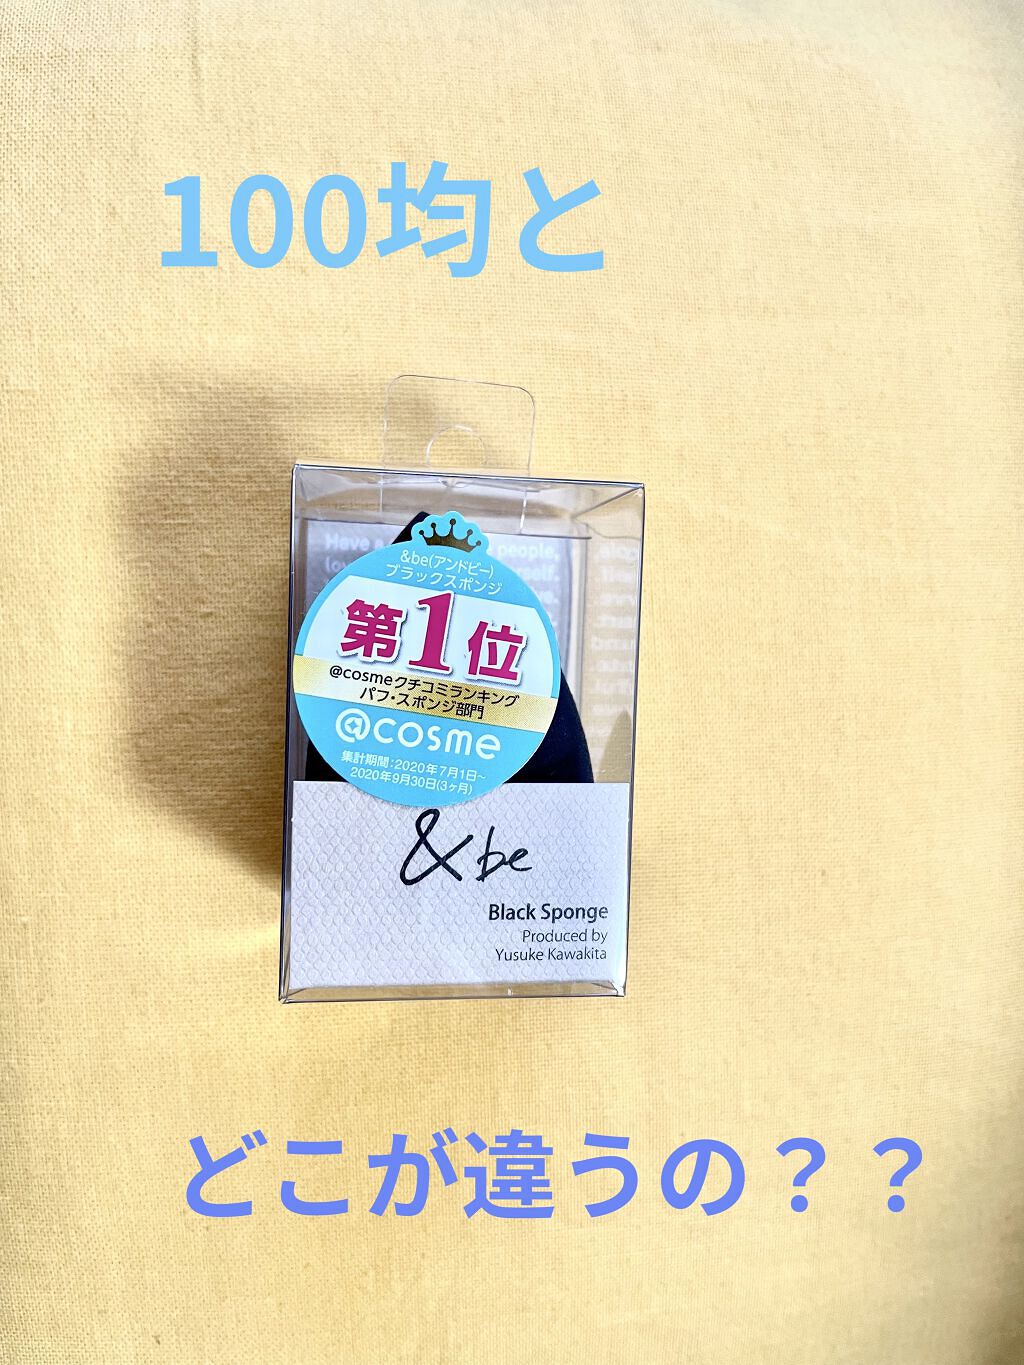 100均と
Have a
people,
&be(アンドビー)
ブラックスポンジ
第1位
@cosmeクチコミランキング
パフ・スポンジ部門
@cosme
集計期間:2020年7月1日~
2020年9月30日(3ヶ月)
&be
Black Sponge
Produced by
Yusuke Kawakita
どこが違うの？？